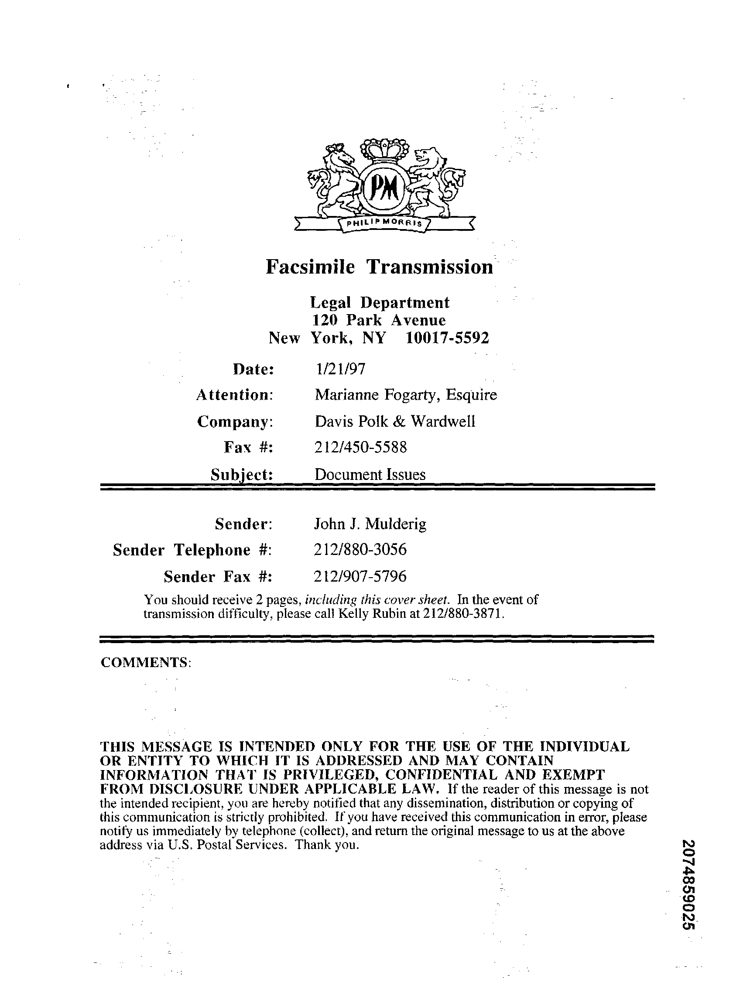 PM
PHILIP MORRIS
Facsimile Transmission
Legal Department
120 Park Avenue
New York, NY 10017-5592
Date: 1/21/97
Attention: Marianne Fogarty, Esquire
Company: Davis Polk & Wardwell
Fax #: 212/450-5588
Subject: Document Issues
Sender: John J. Mulderig
Sender Telephone #: 212/880-3056
Sender Fax #: 212/907-5796
You should receive 2 pages, including this cover sheet. In the event of
transmission difficulty, please call Kelly Rubin at 212/880-3871.
COMMENTS:
THIS MESSAGE IS INTENDED ONLY FOR THE USE OF THE INDIVIDUAL
OR ENTITY TO WHICH IT IS ADDRESSED AND MAY CONTAIN
INFORMATION THAT IS PRIVILEGED, CONFIDENTIAL AND EXEMPT
FROM DISCLOSURE UNDER APPLICABLE LAW. If the reader of this message is not
the intended recipient, you are hereby notified that any dissemination, distribution or copying of
this communication is strictly prohibited. If you have received this communication in error, please
notify us immediately by telephone (collect), and return the original message to us at the above
address via U.S. Postal Services. Thank you.
2074859025